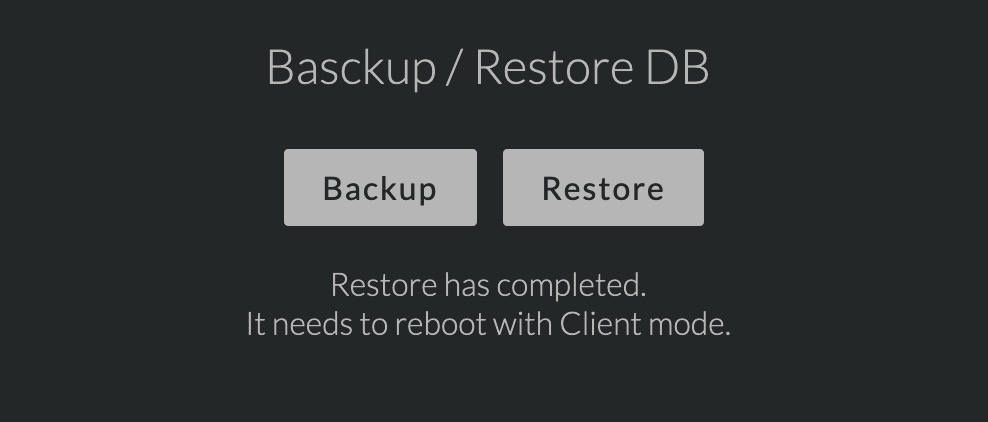 Basckup / Restore DB
Backup Restore
Restore has completed.
It needs to reboot with Client mode.